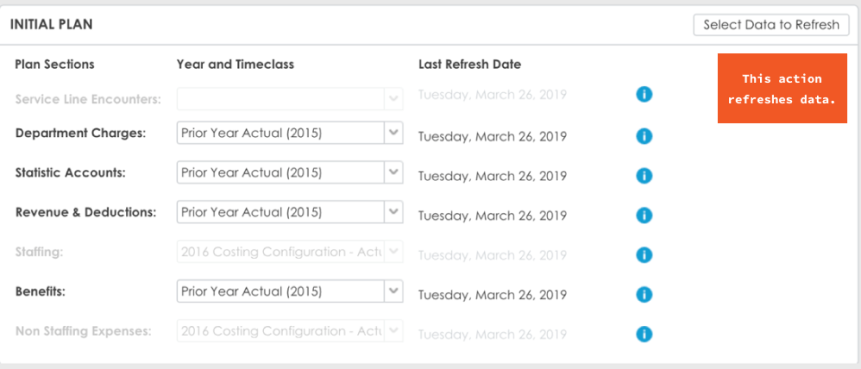 INITIAL PLAN
Select Data to Refresh
Plan Sections Year and Timeclass Last Refresh Date
This action
refreshes data.
Service Line Encounters: Tuesday, March 26, 2019
Department Charges: Prior Year Actual (2015) Tuesday, March 26, 2019
Statistic Accounts: Prior Year Actual (2015) Tuesday, March 26, 2019
Revenue & Deductions: Prior Year Actual (2015) Tuesday, March 26, 2019
Staffing: 2016 Costing Configuration - Actu Tuesday, March 26, 2019
Benefits: Prior Year Actual (2015) Tuesday, March 26, 2019
Non Staffing Expenses: 2016 Costing Configuration - Actu Tuesday, March 26, 2019